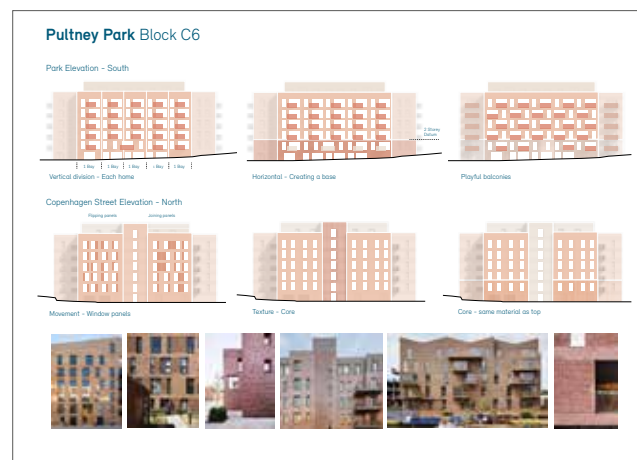 Pultney Park Block C6
Park Elevation - South
2 Storey
Datum
1 Bay 1 Bay 1 Bay 1 Bay 1 Bay
Vertical division - Each home
Horizontal - Creating a base
Playful balconies
Copenhagen Street Elevation - North
Flipping panels
Joining panels
Movement - Window panels
Texture - Core
Core - same material as top